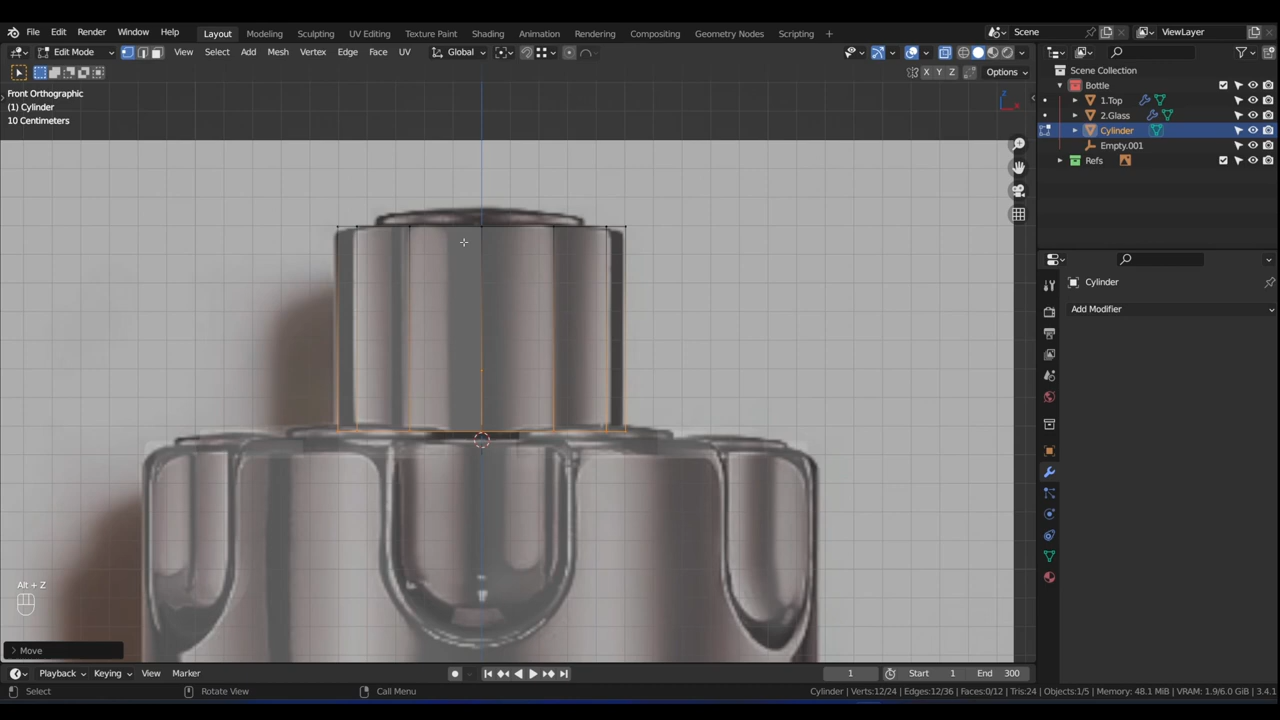 File Edit Render Window Help Layout Modeling Sculpting UV Editing Texture Paint Shading Animation Rendering Compositing Geometry Nodes Scripting + Scene ViewLayer
Edit Mode View Select Add Mesh Vertex Edge Face UV Global
X Y Z Options
Front Orthographic
(1) Cylinder
10 Centimeters
Scene Collection
Bottle
1.Top
2.Glass
Cylinder
Empty.001
Refs
Cylinder
Add Modifier
Alt + Z
Move
Playback Keying View Marker 1 Start 1 End 300
Select Rotate View Call Menu Cylinder | Verts:12/24 | Edges:12/36 | Faces:0/12 | Tris:24 | Objects:1/5 | Memory: 48.1 MiB | VRAM: 1.9/6.0 GiB | 3.4.1